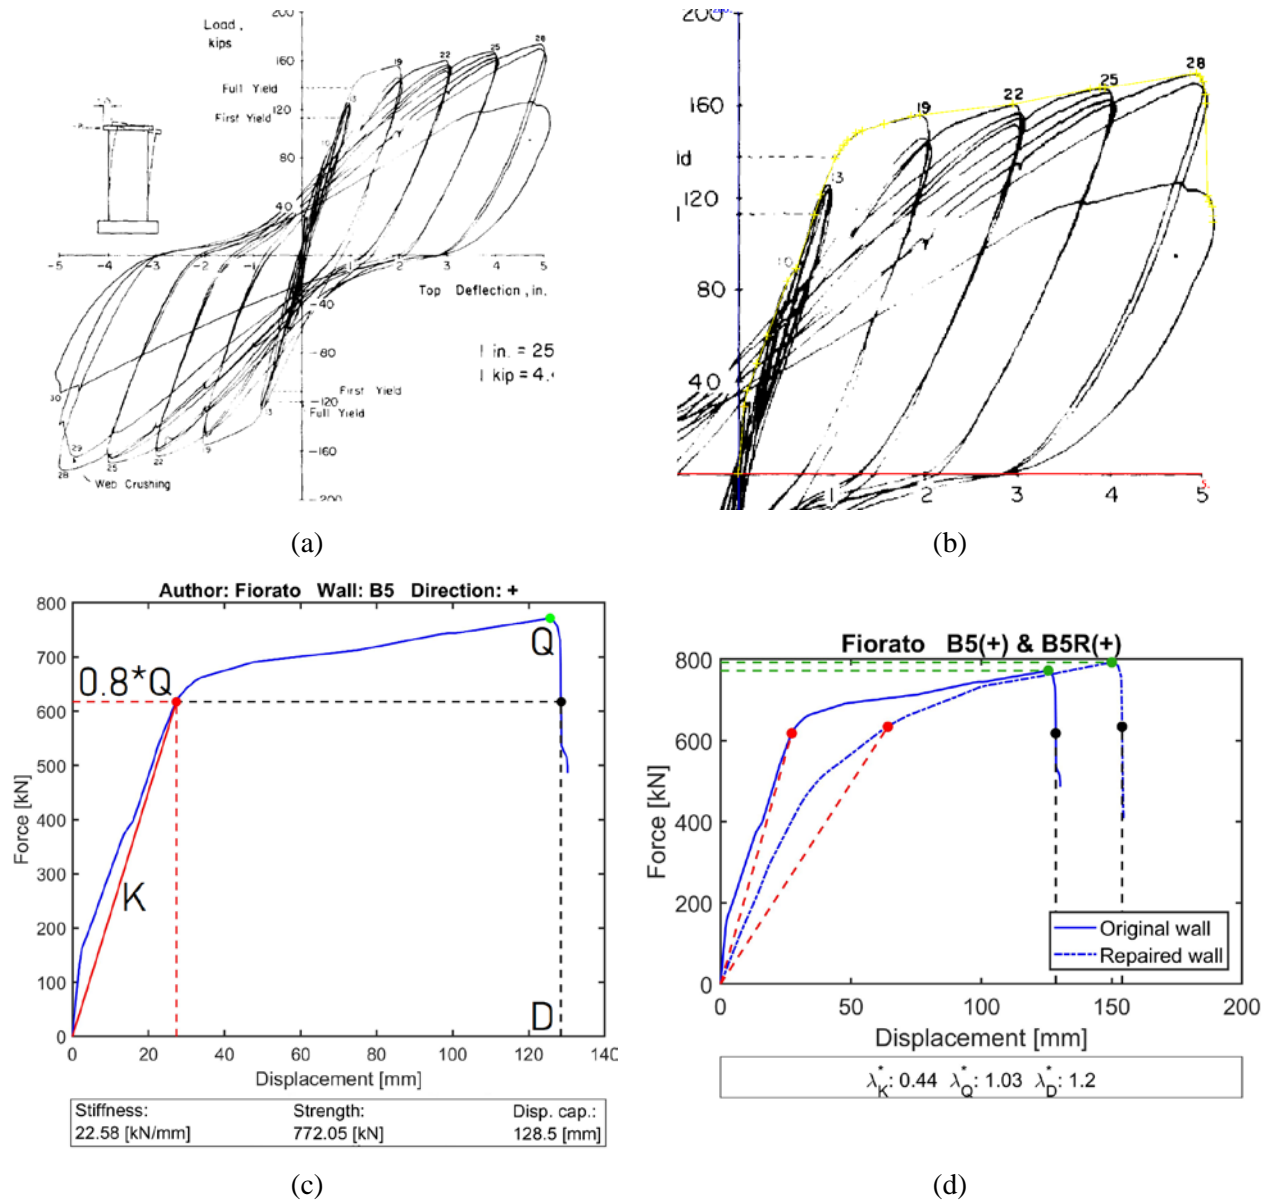 Load,
kips
200
160
Full Yield
First Yield
120
80
40
19
22
25
28
13
10
-5
-4
-3
-2
-1
1
2
3
4
5
Top Deflection, in.
-40
-80
-120
-160
-200
1 in. = 25
1 kip = 4.
First Yield
Full Yield
13
19
22
25
28
29
30
Web Crushing
(a)
200
160
120
80
40
ld
10
13
19
22
25
28
1
2
3
4
5
5.
(b)
Author: Fiorato Wall: B5 Direction: +
800
700
600
500
400
300
200
100
0
Force [kN]
0.8*Q
Q
K
D
0
20
40
60
80
100
120
140
Displacement [mm]
Stiffness:
Strength:
Disp. cap.:
22.58 [kN/mm]
772.05 [kN]
128.5 [mm]
(c)
Fiorato B5(+) & B5R(+)
800
600
400
200
0
Force [kN]
Original wall
Repaired wall
0
50
100
150
200
Displacement [mm]
λ*K: 0.44 λ*Q: 1.03 λ*D: 1.2
(d)